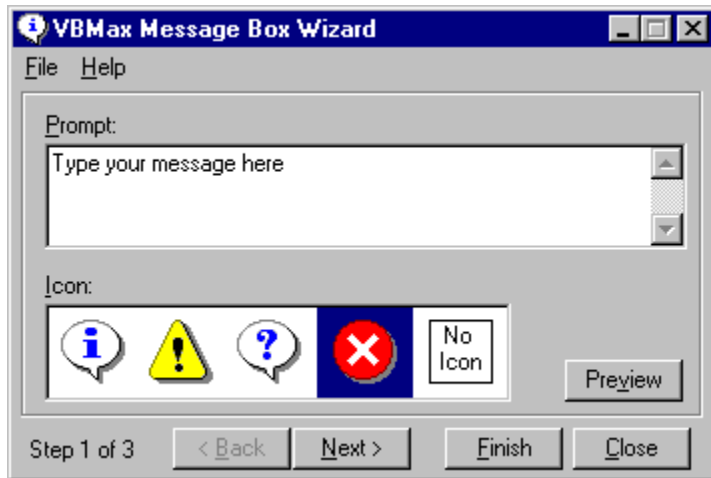 VBMax Message Box Wizard
File Help
Prompt:
Type your message here
Icon:
i ! ? No
Icon
Preview
Step 1 of 3 < Back Next > Finish Close